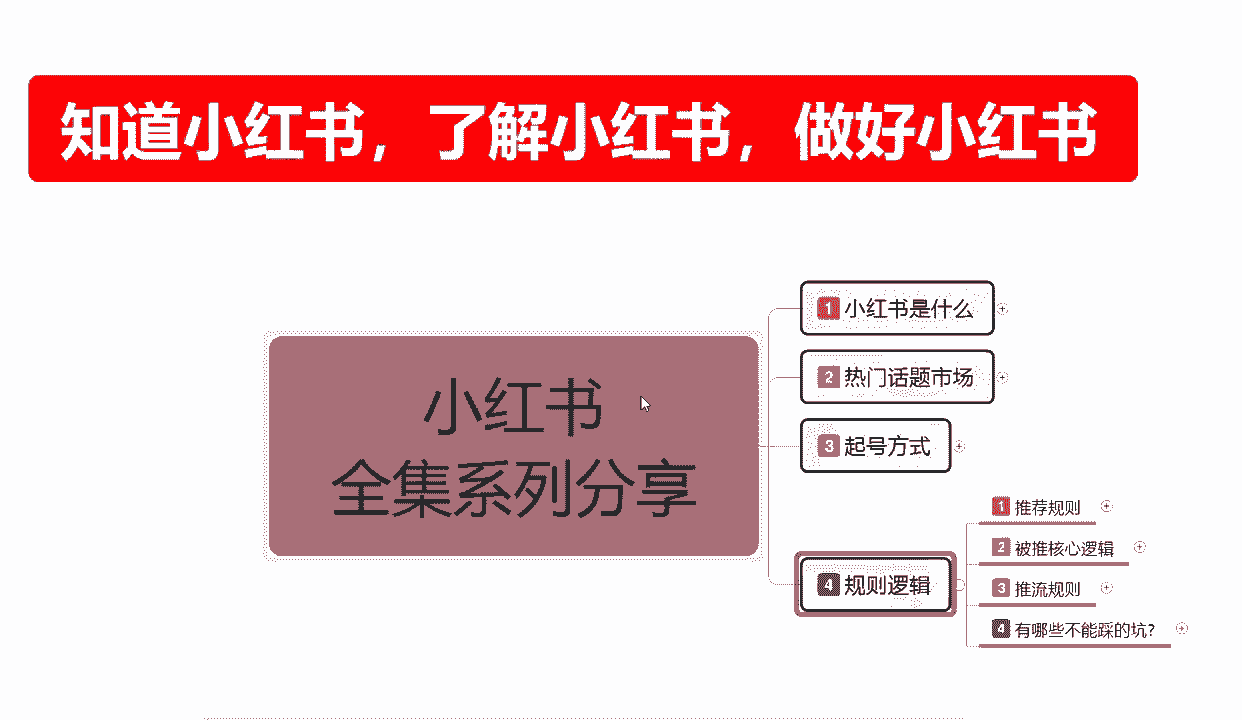 知道小红书，了解小红书，做好小红书
小红书
全集系列分享
1 小红书是什么
2 热门话题市场
3 起号方式
4 规则逻辑
1 推荐规则
2 被推核心逻辑
3 推流规则
4 有哪些不能踩的坑?